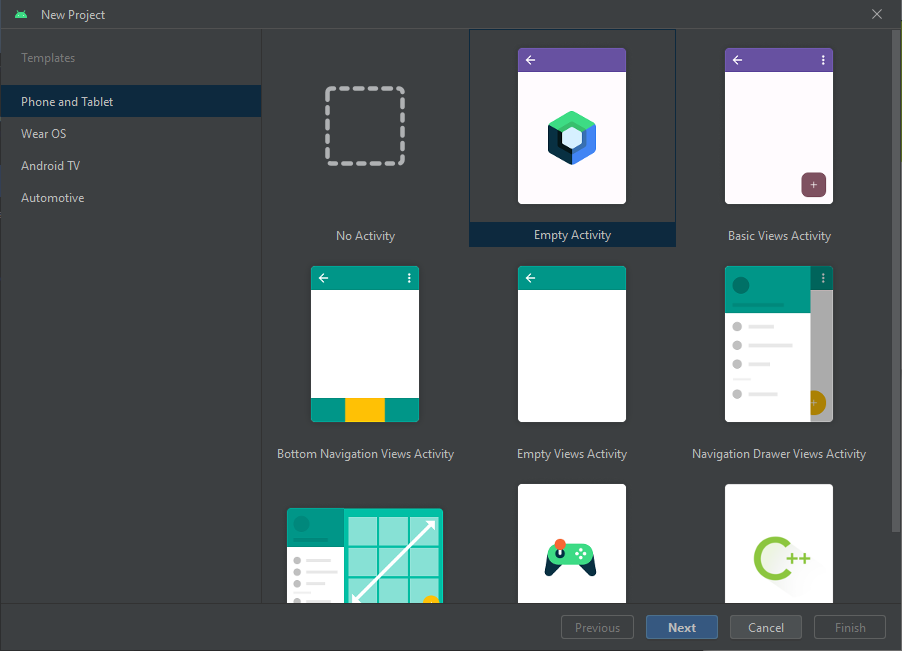 New Project
Templates
Phone and Tablet
Wear OS
Android TV
Automotive
No Activity
Empty Activity
Basic Views Activity
Bottom Navigation Views Activity
Empty Views Activity
Navigation Drawer Views Activity
C++
Previous
Next
Cancel
Finish